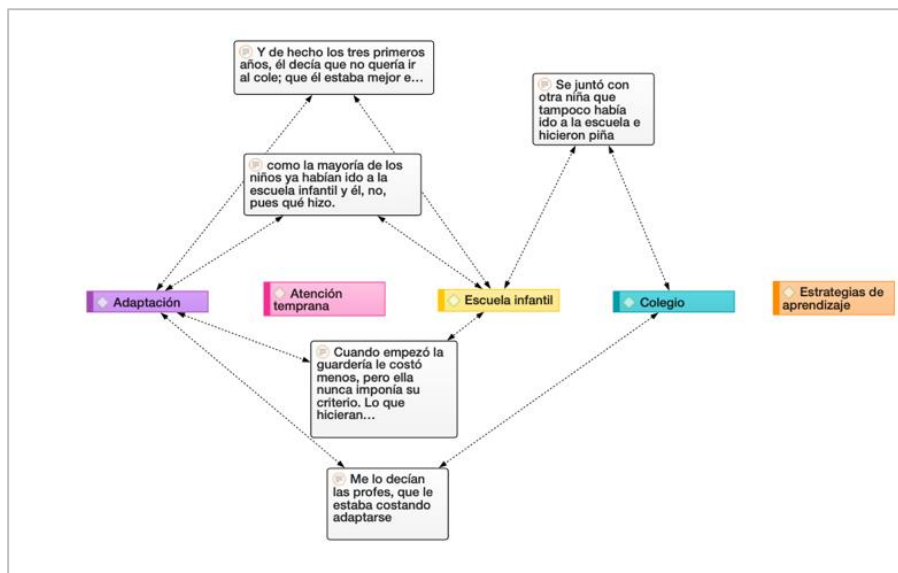 Y de hecho los tres primeros
años, él decía que no quería ir
al cole; que él estaba mejor e…
Se juntó con
otra niña que
tampoco había
ido a la escuela e
hicieron piña
como la mayoría de los
niños ya habían ido a la
escuela infantil y él, no,
pues qué hizo.
Adaptación
Atención
temprana
Escuela infantil
Colegio
Estrategias de
aprendizaje
Cuando empezó la
guardería le costó
menos, pero ella
nunca imponía su
criterio. Lo que
hicieran…
Me lo decían
las profes, que le
estaba costando
adaptarse